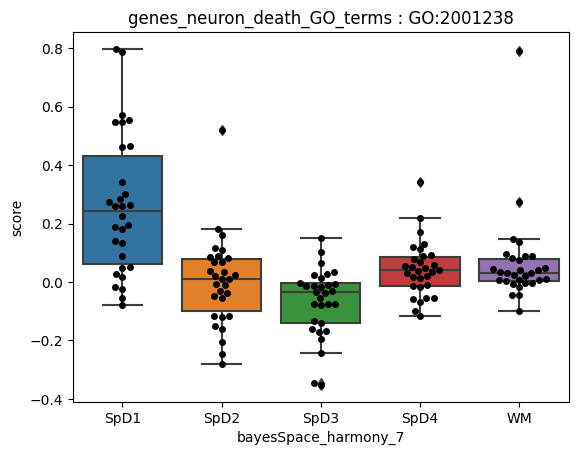 genes_neuron_death_GO_terms : GO:2001238
0.8
0.6
0.4
0.2
0.0
−0.2
−0.4
score
SpD1 SpD2 SpD3 SpD4 WM
bayesSpace_harmony_7